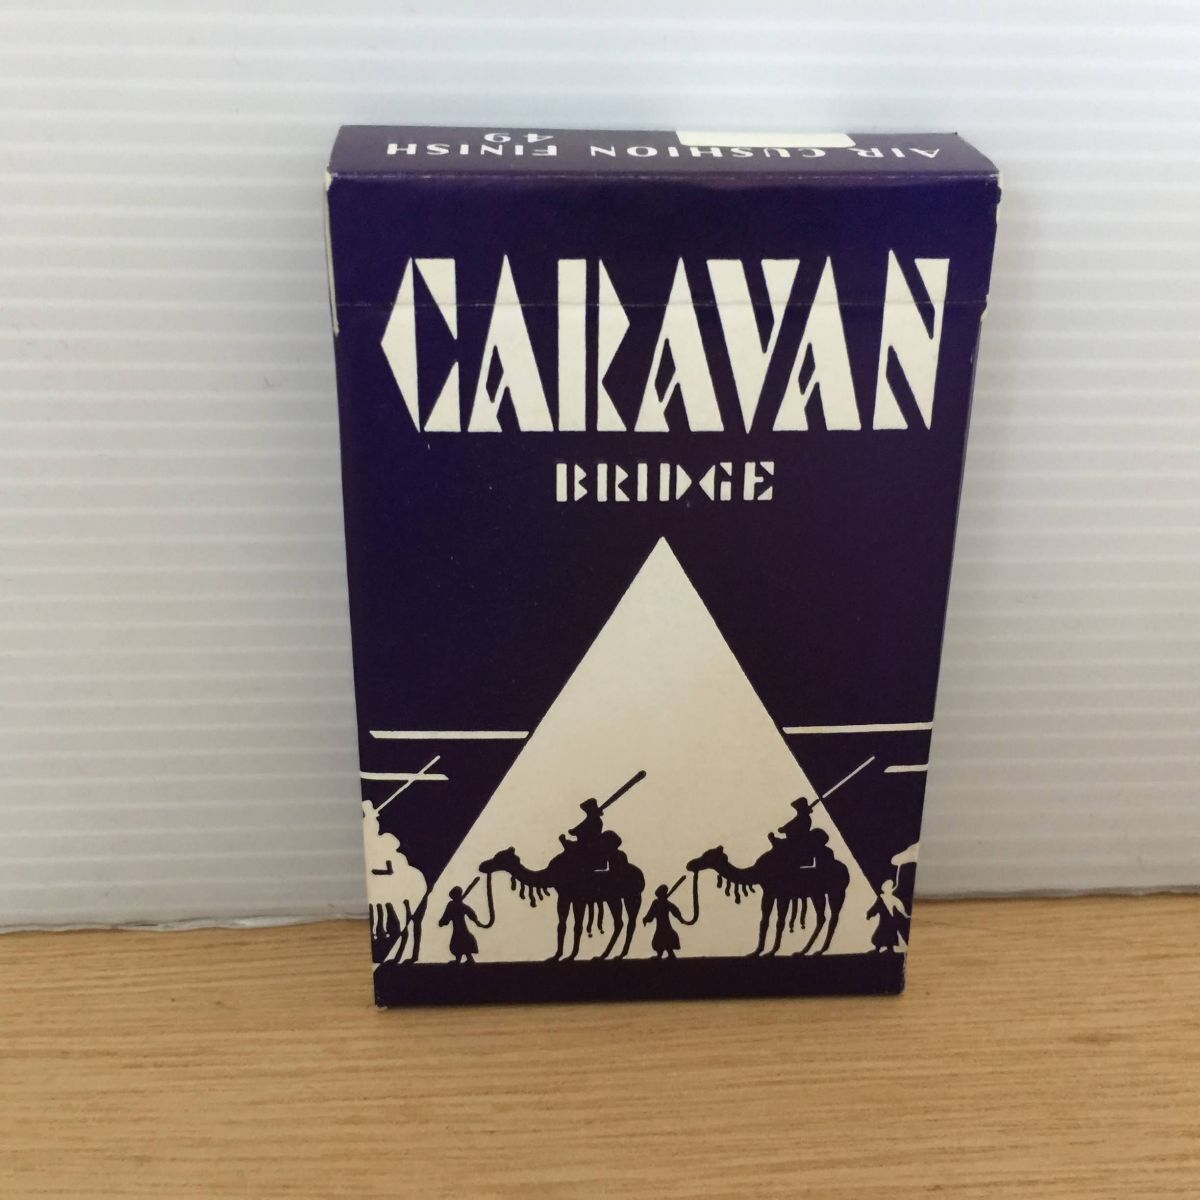 AIR CUSHION FINISH
49
CARAVAN
BRIDGE